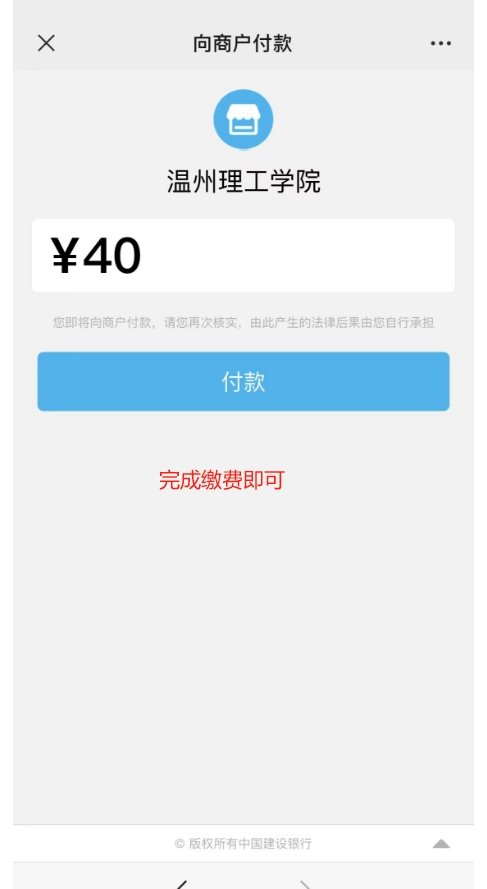 向商户付款
温州理工学院
¥40
您即将向商户付款，请您再次核实，由此产生的法律后果由您自行承担
付款
完成缴费即可
© 版权所有中国建设银行